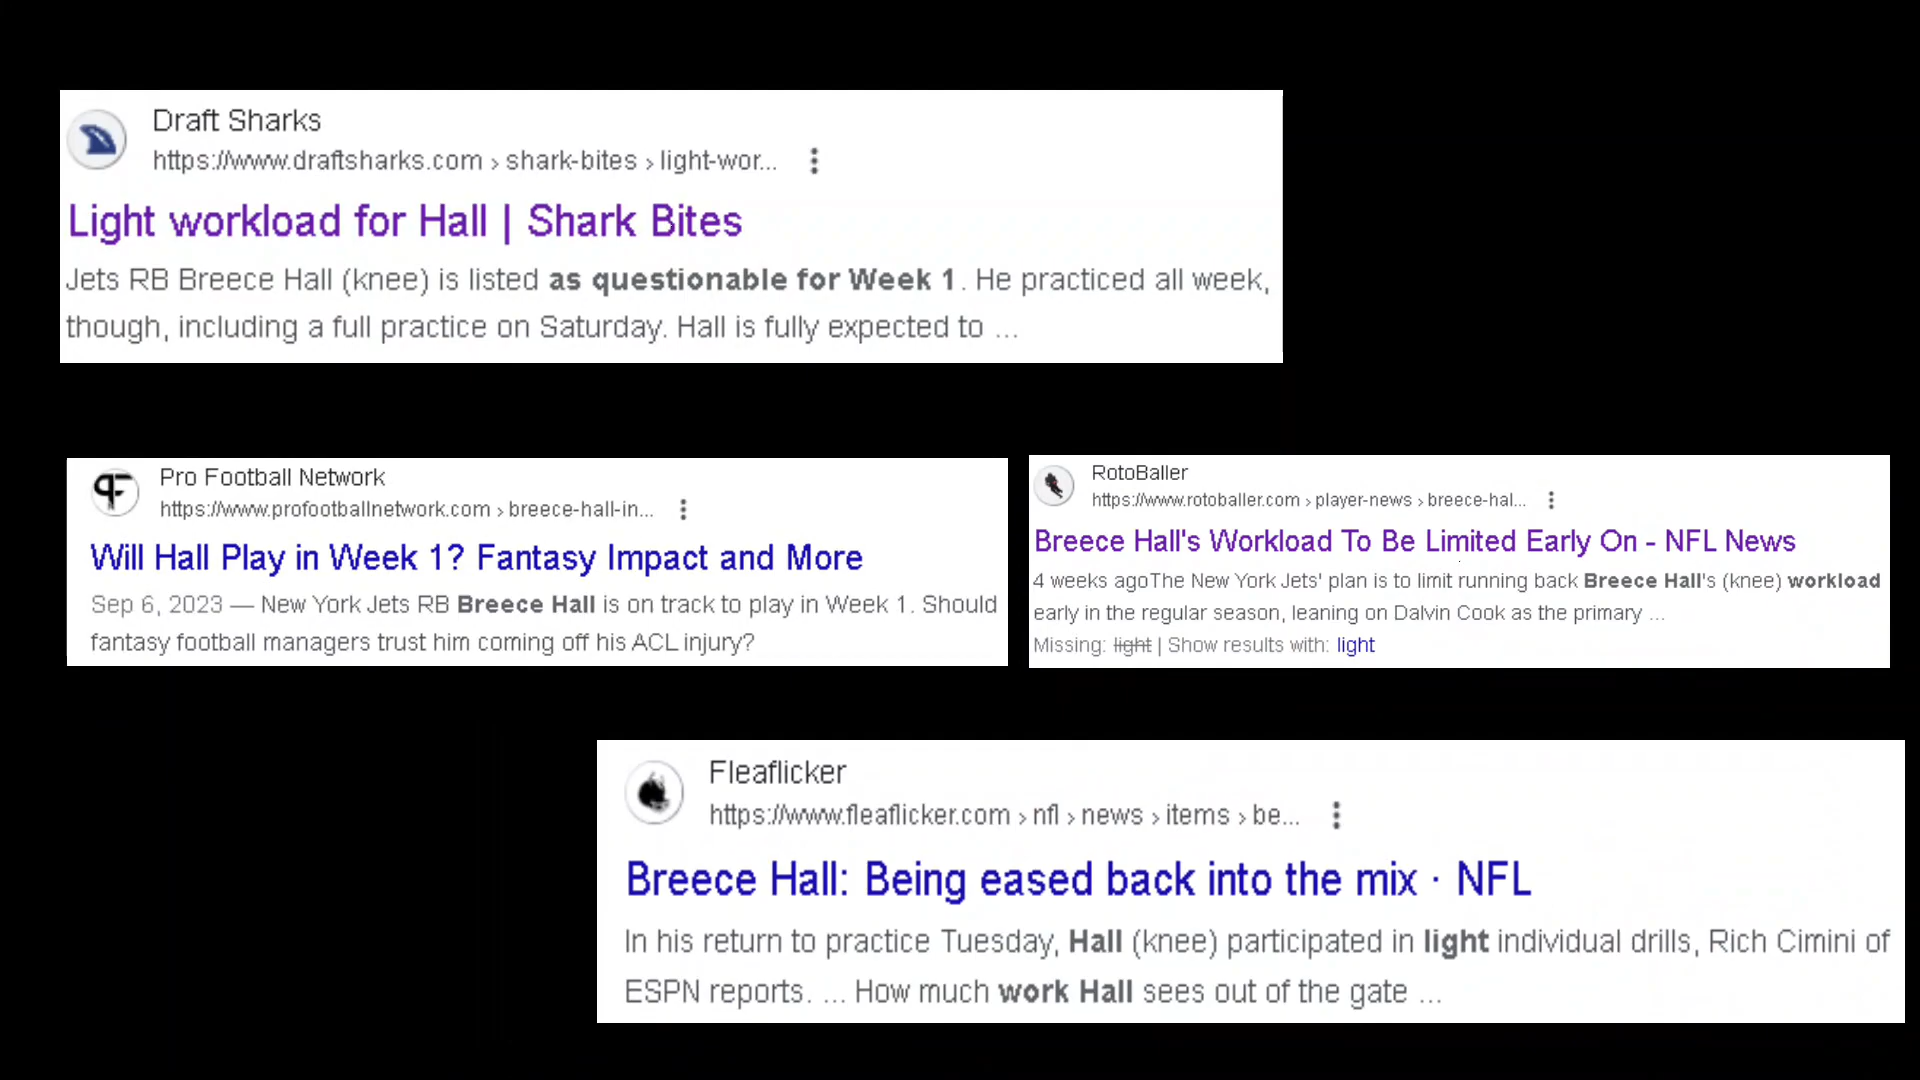 Draft Sharks
https://www.draftsharks.com › shark-bites › light-wor...
Light workload for Hall | Shark Bites
Jets RB Breece Hall (knee) is listed as questionable for Week 1. He practiced all week,
though, including a full practice on Saturday. Hall is fully expected to ...
Pro Football Network
https://www.profootballnetwork.com › breece-hall-in...
Will Hall Play in Week 1? Fantasy Impact and More
Sep 6, 2023 — New York Jets RB Breece Hall is on track to play in Week 1. Should
fantasy football managers trust him coming off his ACL injury?
RotoBaller
https://www.rotoballer.com › player-news › breece-hal...
Breece Hall's Workload To Be Limited Early On - NFL News
4 weeks agoThe New York Jets' plan is to limit running back Breece Hall's (knee) workload
early in the regular season, leaning on Dalvin Cook as the primary ...
Missing: light | Show results with: light
Fleaflicker
https://www.fleaflicker.com › nfl › news › items › be...
Breece Hall: Being eased back into the mix · NFL
In his return to practice Tuesday, Hall (knee) participated in light individual drills, Rich Cimini of
ESPN reports. ... How much work Hall sees out of the gate ...